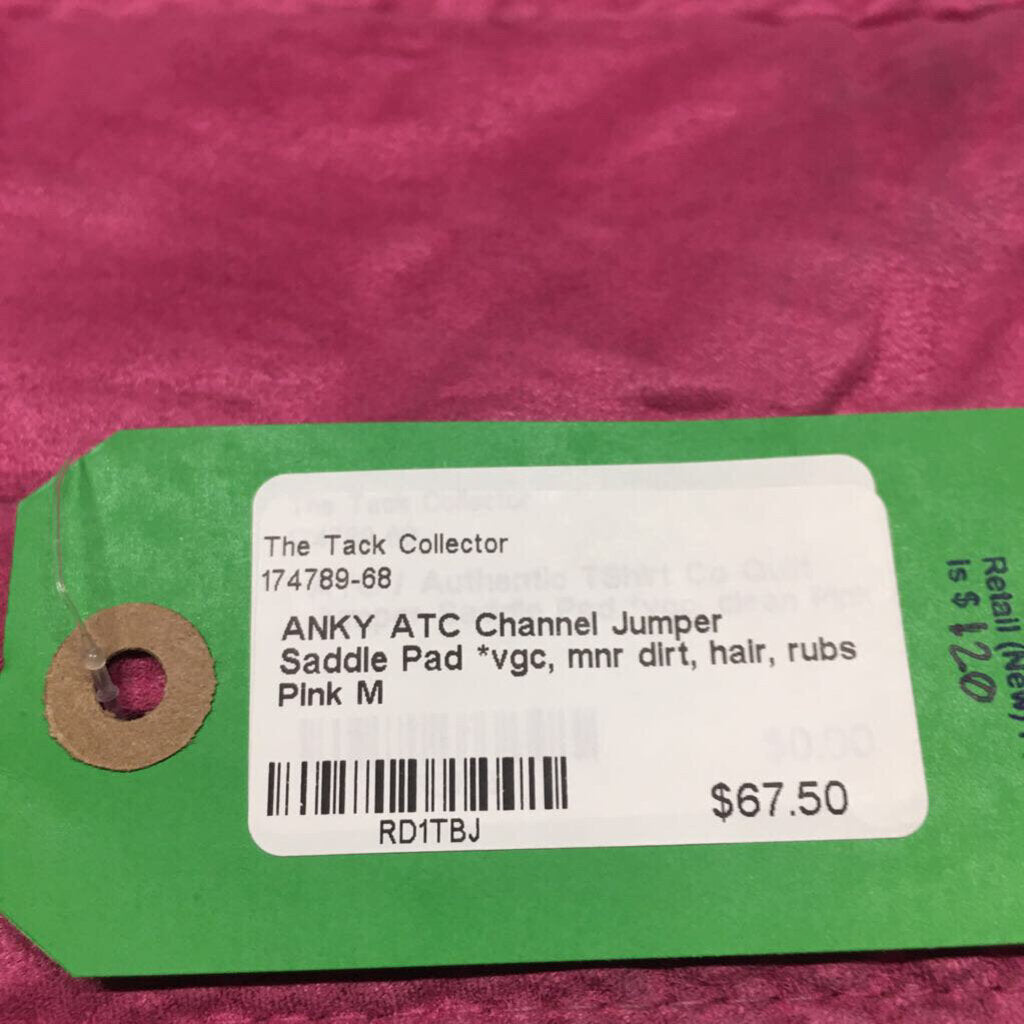 The Tack Collector
174789-68
ANKY ATC Channel Jumper
Saddle Pad *vgc, mnr dirt, hair, rubs
Pink M
RD1TBJ
$67.50
Retail (New)
Is $ 120